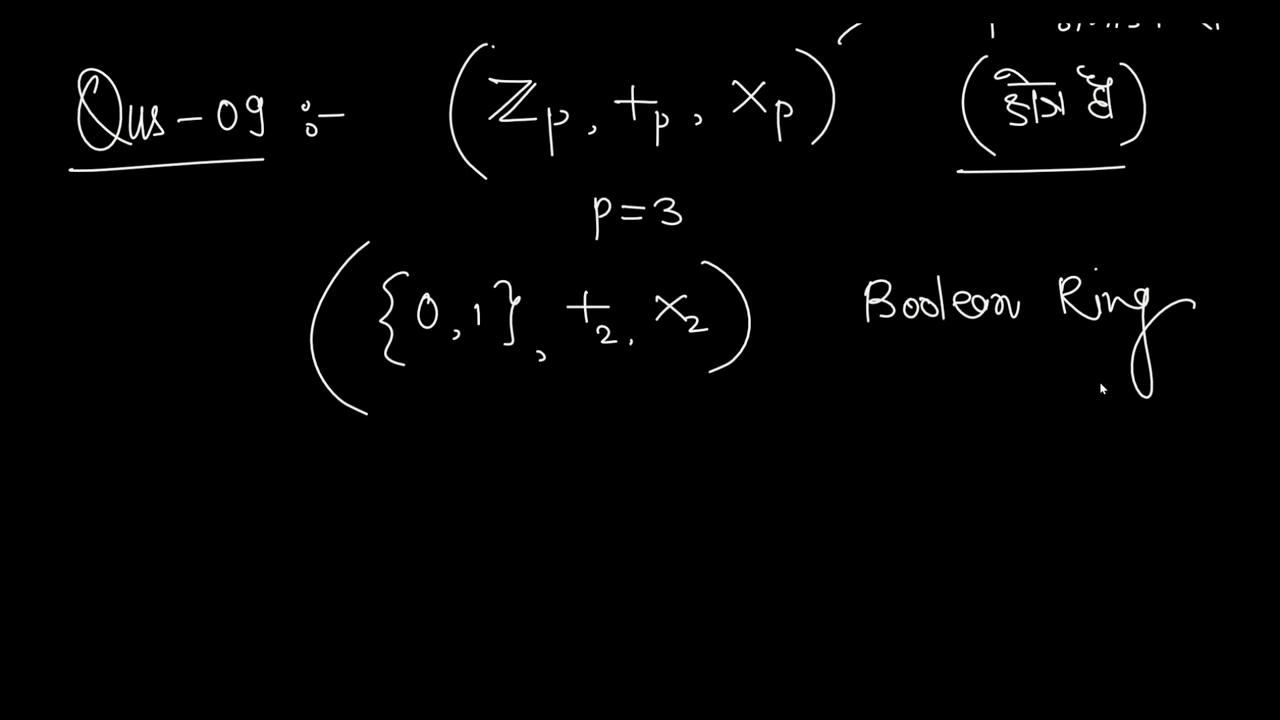 Qus - 09 :- (ℤp, +p, ×p)
p = 3
({0, 1}, +2, ×2) Boolean Ring